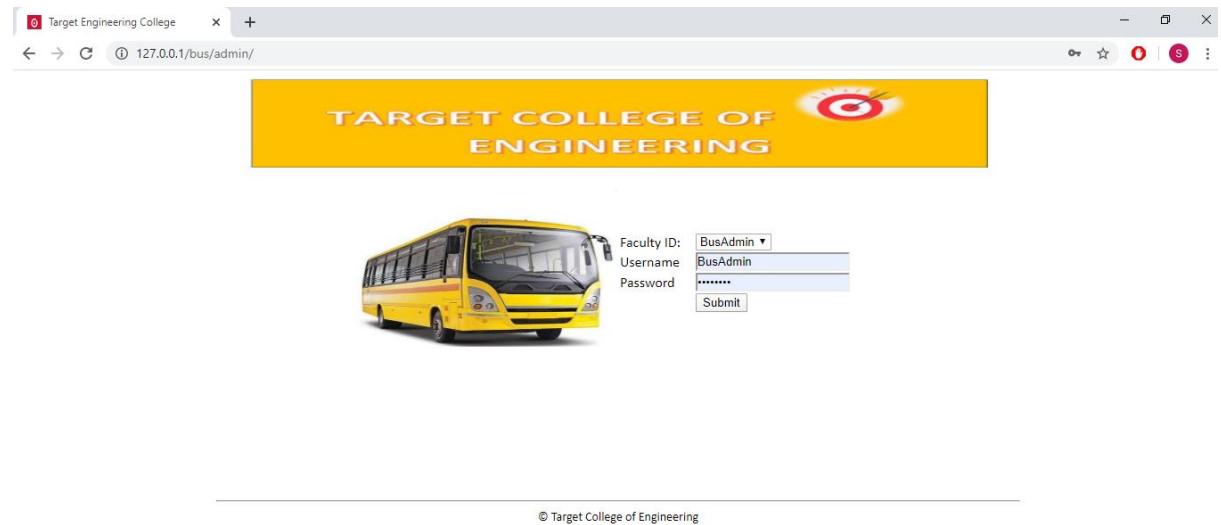 Target Engineering College
127.0.0.1/bus/admin/
S
TARGET COLLEGE OF
ENGINEERING
Faculty ID: BusAdmin
Username BusAdmin
Password ••••••••
Submit
© Target College of Engineering